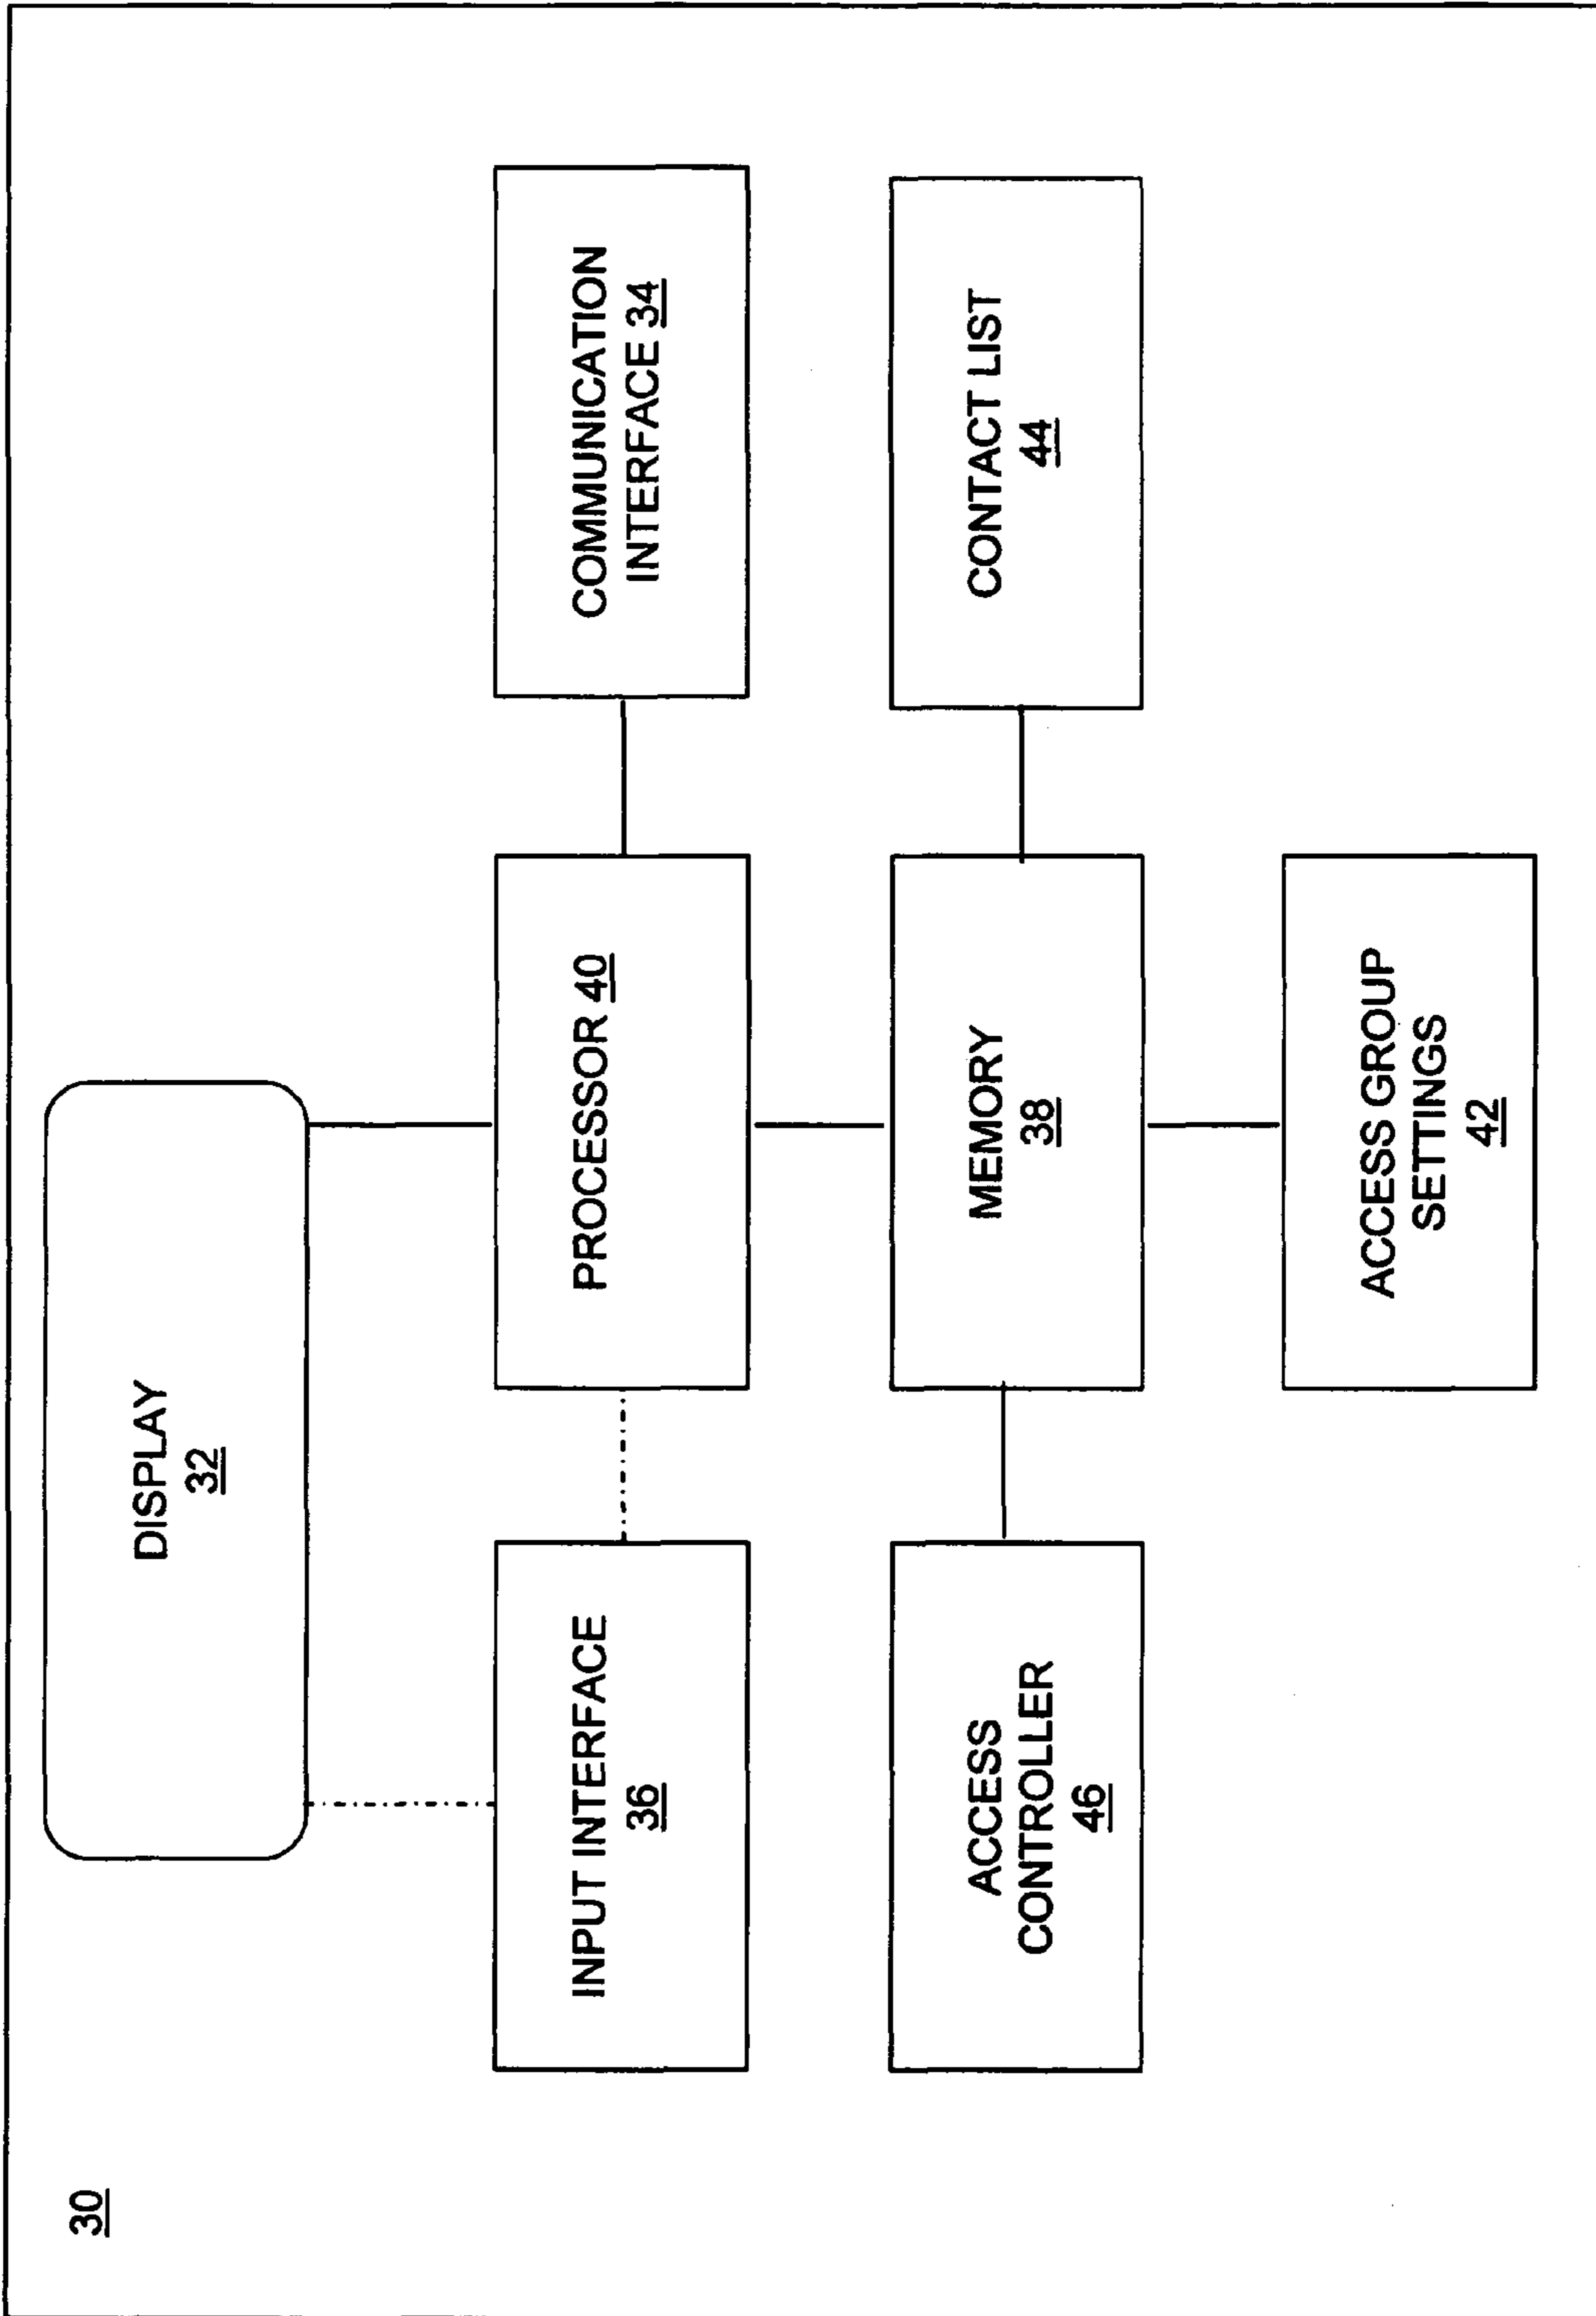 30
DISPLAY
32
INPUT INTERFACE
36
PROCESSOR 40
COMMUNICATION
INTERFACE 34
ACCESS
CONTROLLER
46
MEMORY
38
CONTACT LIST
44
ACCESS GROUP
SETTINGS
42